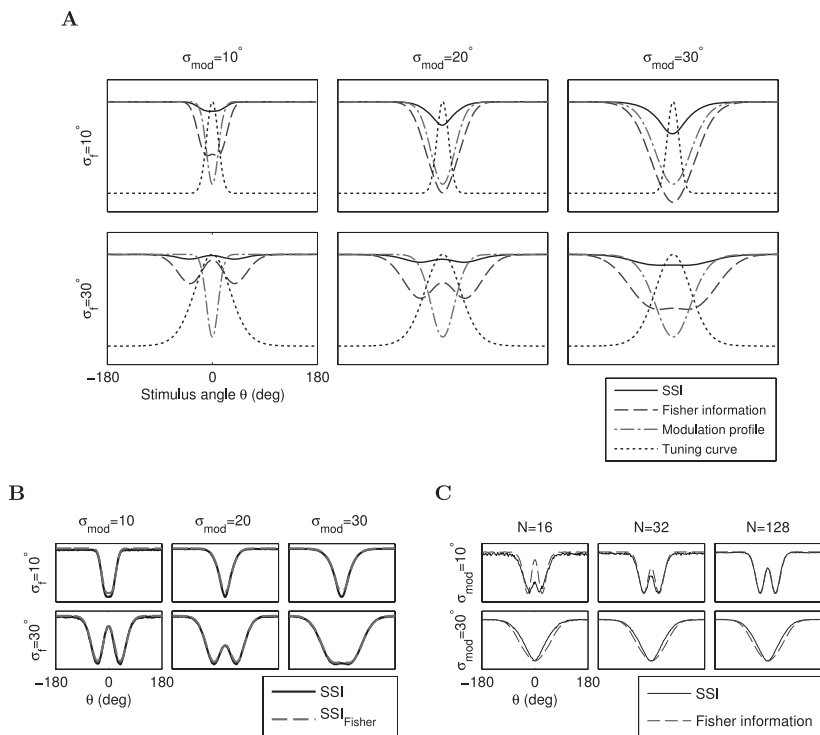 A
σmod=10° σmod=20° σmod=30°
σf=10°
σf=30°
−180 0 180
Stimulus angle θ (deg)
SSI
Fisher information
Modulation profile
Tuning curve
B
σmod=10 σmod=20 σmod=30
σf=10°
σf=30°
−180 0 180
θ (deg)
SSI
SSIFisher
C
N=16 N=32 N=128
σmod=10°
σmod=30°
−180 0 180
θ (deg)
SSI
Fisher information